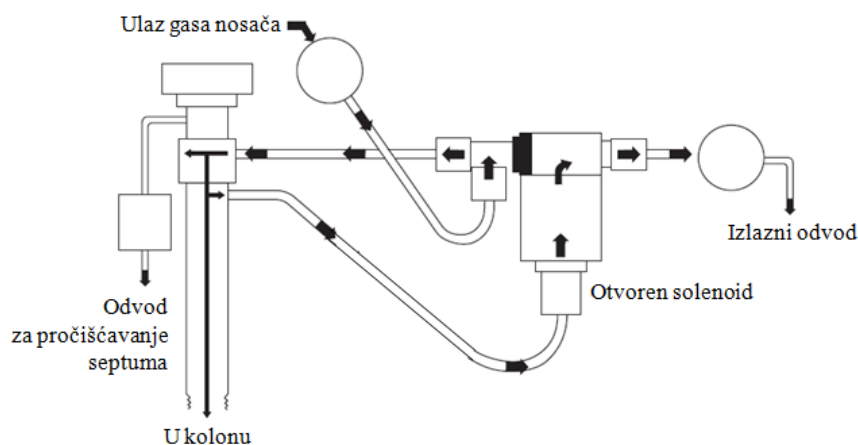 Ulaz gasa nosača
Izlazni odvod
Otvoren solenoid
Odvod
za pročišćavanje
septuma
U kolonu